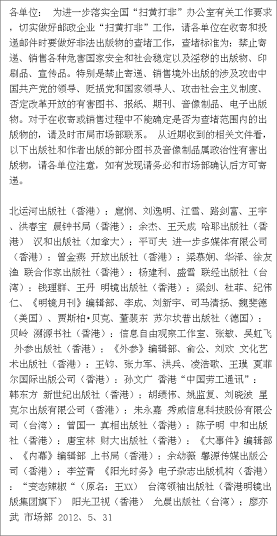 各单位： 为进一步落实全国“扫黄打非”办公室有关工作要求
，切实做好邮政企业“扫黄打非”工作，请各单位在收寄和投
递邮件时要做好非法出版物的查堵工作，查堵标准为：禁止寄
递、销售各种危害国家安全和社会稳定以及淫秽的出版物、印
刷品、宣传品。特别是禁止寄递、销售境外出版的涉及攻击中
国共产党的领导、贬损党和国家领导人、攻击社会主义制度、
否定改革开放的有害图书、报纸、期刊、音像制品、电子出版
物。对于在收寄或销售过程中不能确定是否为查堵范围内的出
版物的，请及时市局市场部联系。 从近期收到的相关文件看，
以下出版社和作者出版的部分图书及音像制品属政治性有害出
版物，请各单位注意，如有发现请务必和市场部确认后方可寄
递。
北运河出版社（香港）：扈悯、刘逸明、江雪、路剑富、王宇
、洪春宝 晨钟书局（香港）：余杰、王天成 哈耶出版社（香
港） 汉和出版社（加拿大）：平可夫 进一步多媒体有限公司
（香港）：曾金燕 开放出版社（香港）：梁慕娴、华泽、徐友
渔 联合作家出版社（香港）：杨建利、盛雪 联经出版社（台
湾）：钱理群、王丹 明镜出版社（香港）：梁剑、杜菲、纪伟
仁、《明镜月刊》编辑部、李成、刘新宇、司马清扬、魏斐德
（美国）、贾斯柏·贝克、董裴东 苏尔坎普出版社（德国）：
贝岭 溯源书社（香港）：信息自由观察工作室、张敏、吴虹飞
外参出版社（香港）：《外参》编辑部、俞公、刘欢 文化艺
术出版社（香港）：王钧、张力军、洪兵、凌浩歌、王璞 夏菲
尔国际出版公司（香港）：孙文广 香港“中国劳工通讯”：
韩东方 新世纪出版社（香港）：胡绩伟、姚监复、刘晓波 星
克尔出版有限公司（香港）：朱永嘉 秀威信息科技股份有限公
司（台湾）：曾国一 真相出版社（香港）：陈子明 中和出版
社（香港）：唐宝林 财大出版社（香港）：《大事件》编辑部
、《内幕》编辑部 上书局（香港）：余幼薇 馨源传媒出版公
司（香港）：李笠青 《阳光时务》电子杂志出版机构（香港）
：“变态辣椒“（原名：王XX） 台湾领袖出版社（香港明镜出
版集团旗下） 阳光卫视（香港） 允晨出版社（台湾）：廖亦
武 市场部 2012、5、31